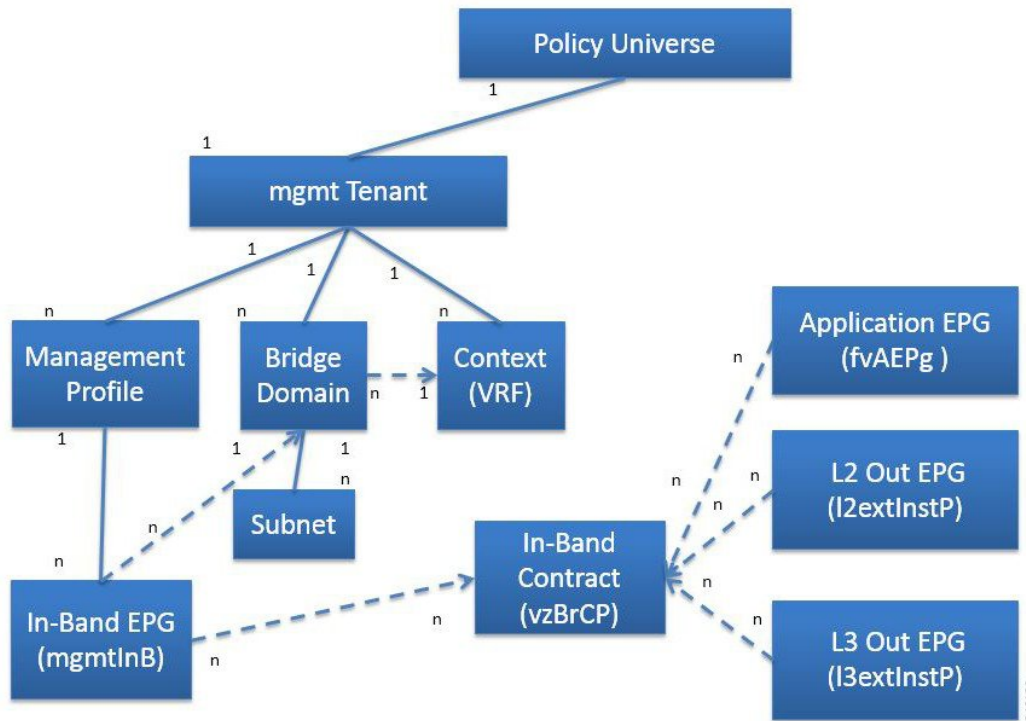 Policy Universe
1
1
mgmt Tenant
1
1
1
n
n
n
Management
Profile
Bridge
Domain
Context
(VRF)
n
1
Application EPG
(fvAEPg )
n
1
1
1
n
Subnet
n
n
n
n
n
L2 Out EPG
(l2extInstP)
In-Band
Contract
(vzBrCP)
In-Band EPG
(mgmtInB)
n
n
n
n
L3 Out EPG
(l3extInstP)